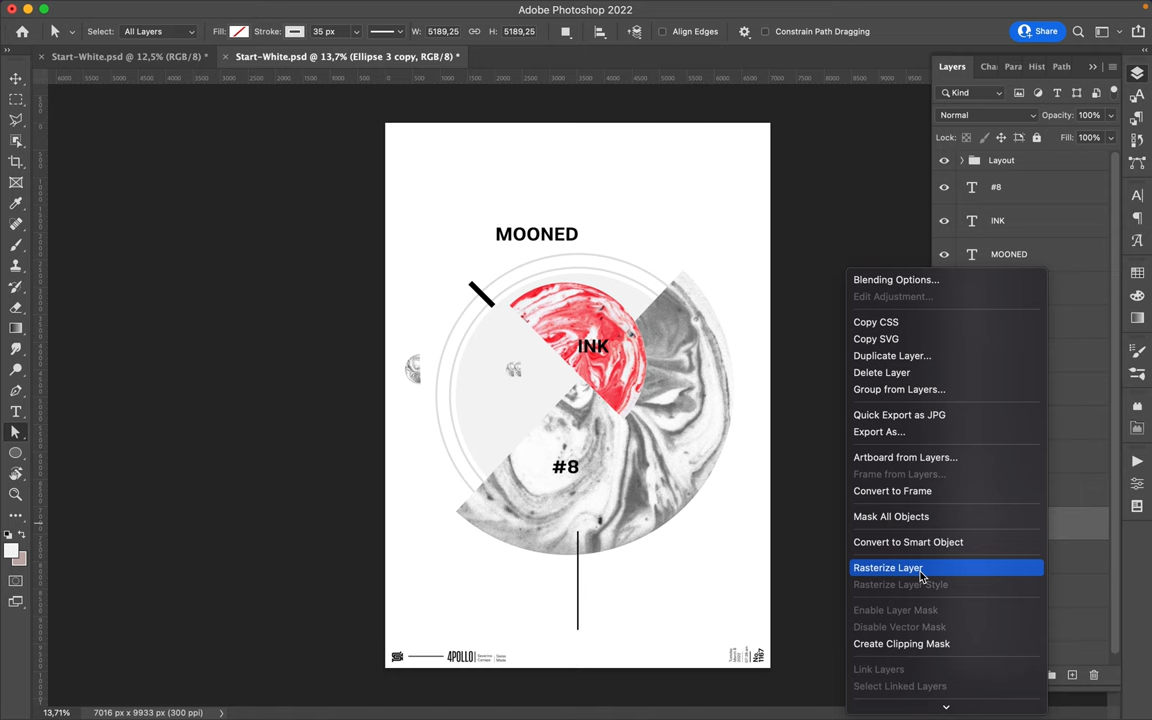 Adobe Photoshop 2022
Select: All Layers Fill: Stroke: 35 px W: 5189,25 H: 5189,25 Align Edges Constrain Path Dragging Share
Start-White.psd @ 12,5% (RGB/8) * Start-White.psd @ 13,7% (Ellipse 3 copy, RGB/8) *
Layers Cha Para Hist Path
Kind
Normal Opacity: 100%
Lock: Fill: 100%
Layout
#8
INK
MOONED
MOONED
INK
#8
4POLLO
No. 1167
Blending Options...
Edit Adjustment...
Copy CSS
Copy SVG
Duplicate Layer...
Delete Layer
Group from Layers...
Quick Export as JPG
Export As...
Artboard from Layers...
Frame from Layers...
Convert to Frame
Mask All Objects
Convert to Smart Object
Rasterize Layer
Rasterize Layer Style
Enable Layer Mask
Disable Vector Mask
Create Clipping Mask
Link Layers
Select Linked Layers
13,71% 7016 px x 9933 px (300 ppi)